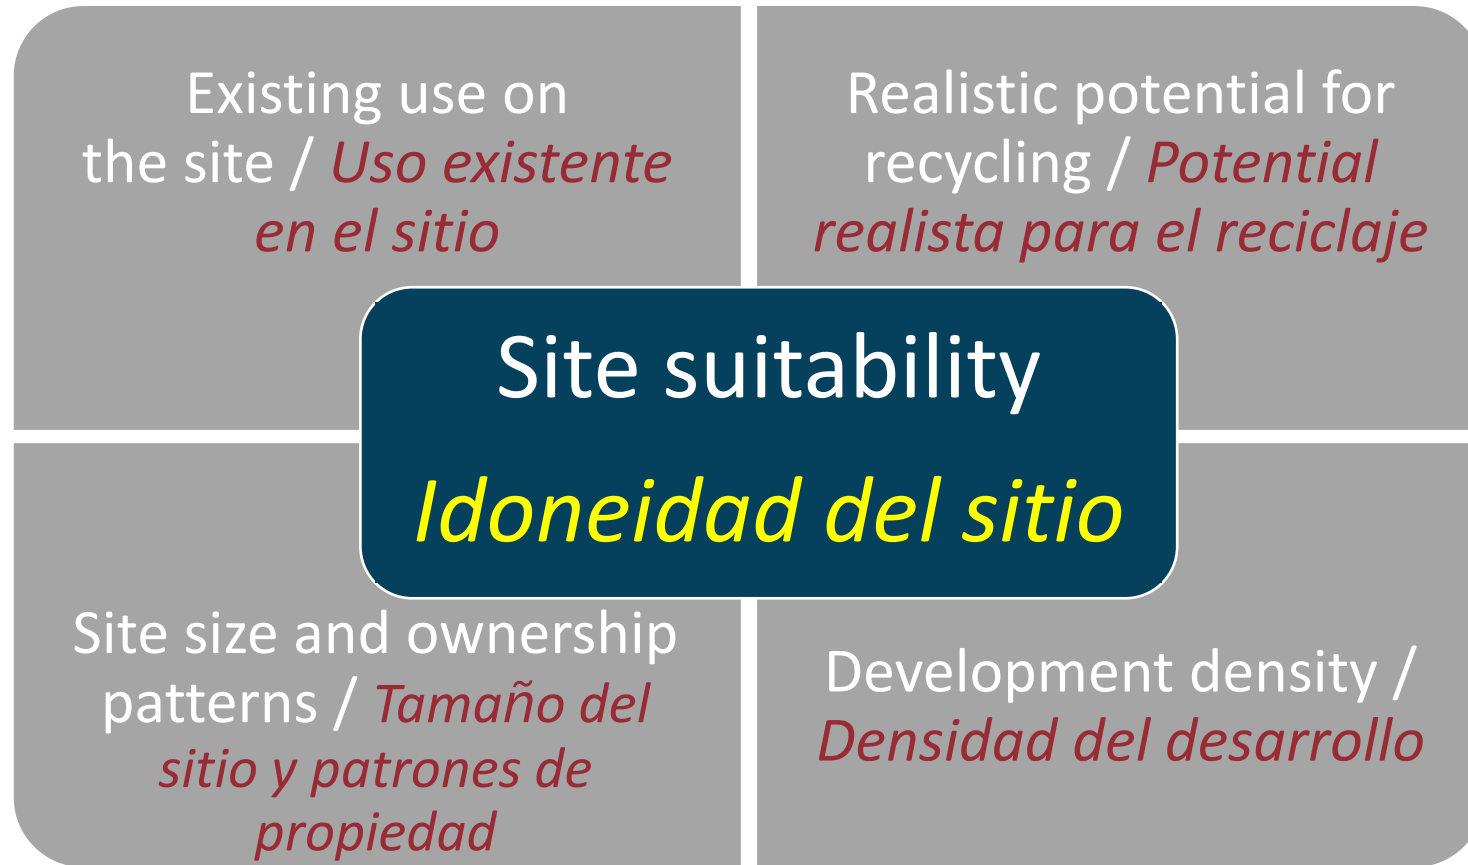 Existing use on
the site / Uso existente
en el sitio
Realistic potential for
recycling / Potential
realista para el reciclaje
Site suitability
Idoneidad del sitio
Site size and ownership
patterns / Tamaño del
sitio y patrones de
propiedad
Development density /
Densidad del desarrollo